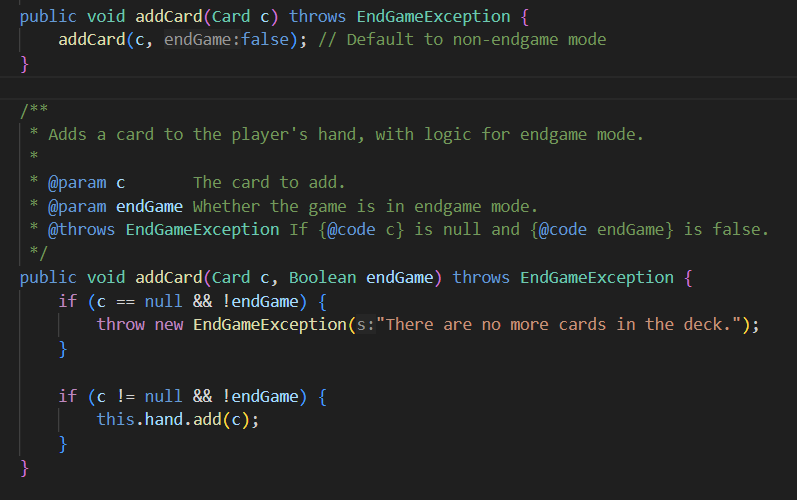 public void addCard(Card c) throws EndGameException {
    addCard(c, endGame:false); // Default to non-endgame mode
}
/**
 * Adds a card to the player's hand, with logic for endgame mode.
 *
 * @param c       The card to add.
 * @param endGame Whether the game is in endgame mode.
 * @throws EndGameException If {@code c} is null and {@code endGame} is false.
 */
public void addCard(Card c, Boolean endGame) throws EndGameException {
    if (c == null && !endGame) {
        throw new EndGameException(s:"There are no more cards in the deck.");
    }
    if (c != null && !endGame) {
        this.hand.add(c);
    }
}